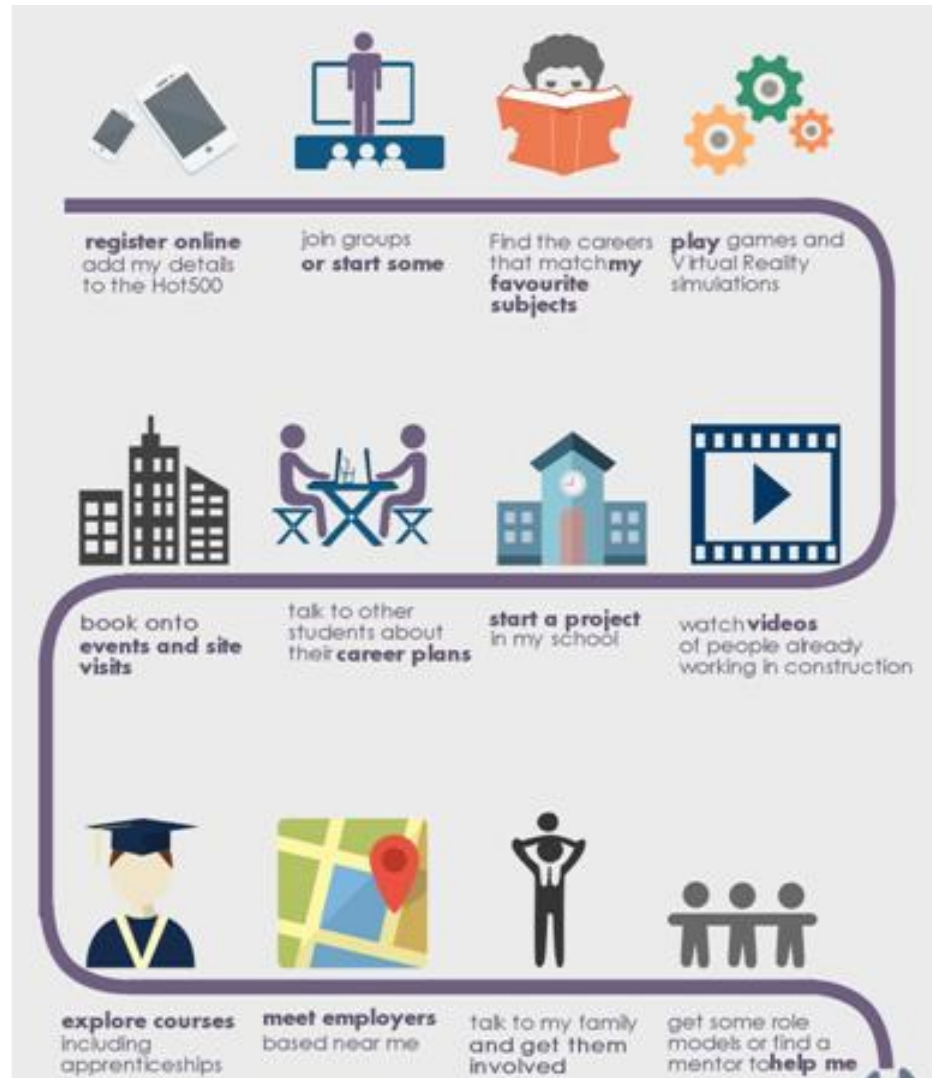 register online
add my details
to the Hot500
join groups
or start some
Find the careers
that match my
favourite
subjects
play games and
Virtual Reality
simulations
book onto
events and site
visits
talk to other
students about
their career plans
start a project
in my school
watch videos
of people already
working in construction
explore courses
including
apprenticeships
meet employers
based near me
talk to my family
and get them
involved
get some role
models or find a
mentor to help me